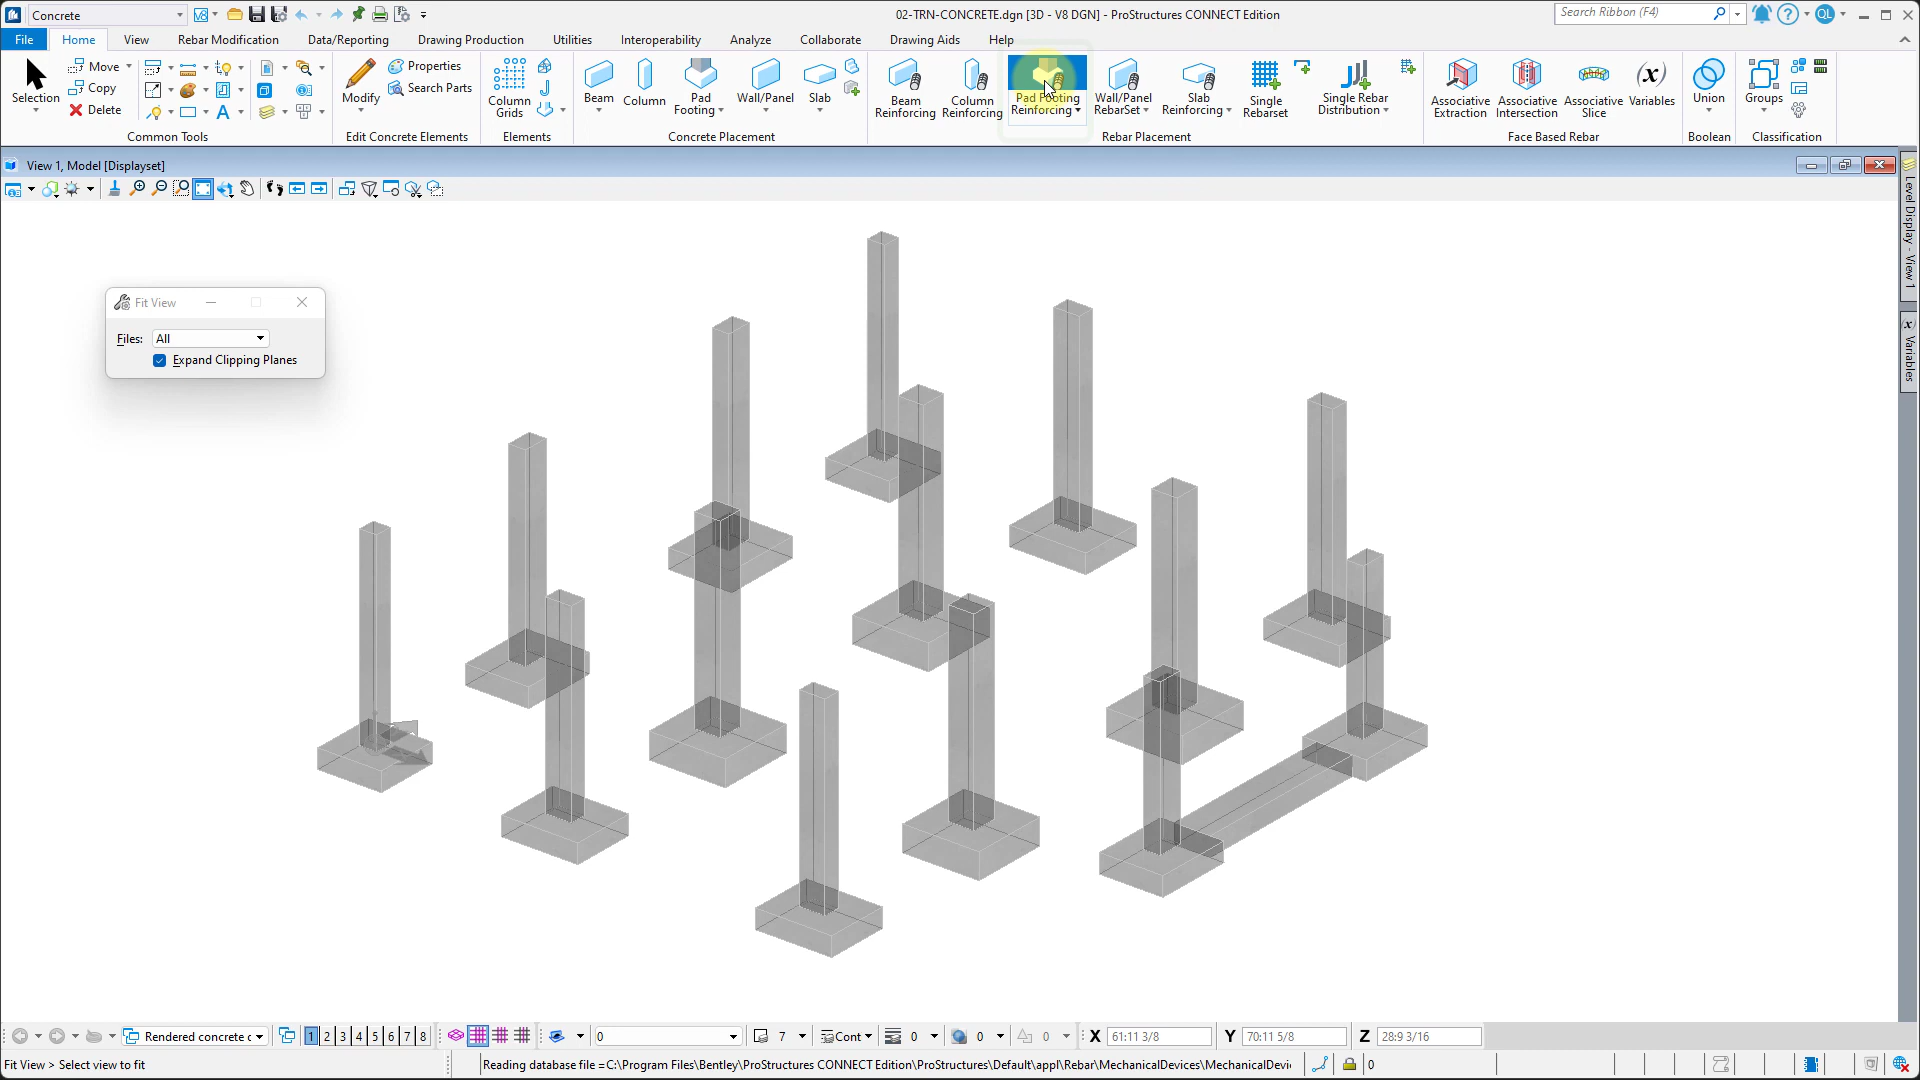 Concrete
02-TRN-CONCRETE.dgn [3D - V8 DGN] - ProStructures CONNECT Edition
Search Ribbon (F4)
QL
File
Home
View
Rebar Modification
Data/Reporting
Drawing Production
Utilities
Interoperability
Analyze
Collaborate
Drawing Aids
Help
Selection
Move
Copy
Delete
Common Tools
Modify
Properties
Search Parts
Edit Concrete Elements
Column
Grids
Elements
Beam
Column
Pad
Footing
Wall/Panel
Slab
Concrete Placement
Beam
Reinforcing
Column
Reinforcing
Pad Footing
Reinforcing
Wall/Panel
RebarSet
Slab
Reinforcing
Single
Rebarset
Single Rebar
Distribution
Rebar Placement
Associative
Extraction
Associative
Intersection
Associative
Slice
Variables
Face Based Rebar
Union
Boolean
Groups
Classification
View 1, Model [Displayset]
Level Display - View 1
(x) Variables
Fit View
Files: All
Expand Clipping Planes
Rendered concrete c
1 2 3 4 5 6 7 8
0
7
Cont
0
0
0
X 61:11 3/8
Y 70:11 5/8
Z 28:9 3/16
Fit View > Select view to fit
Reading database file =C:\Program Files\Bentley\ProStructures CONNECT Edition\ProStructures\Default\appl\Rebar\MechanicalDevices\MechanicalDevi
0